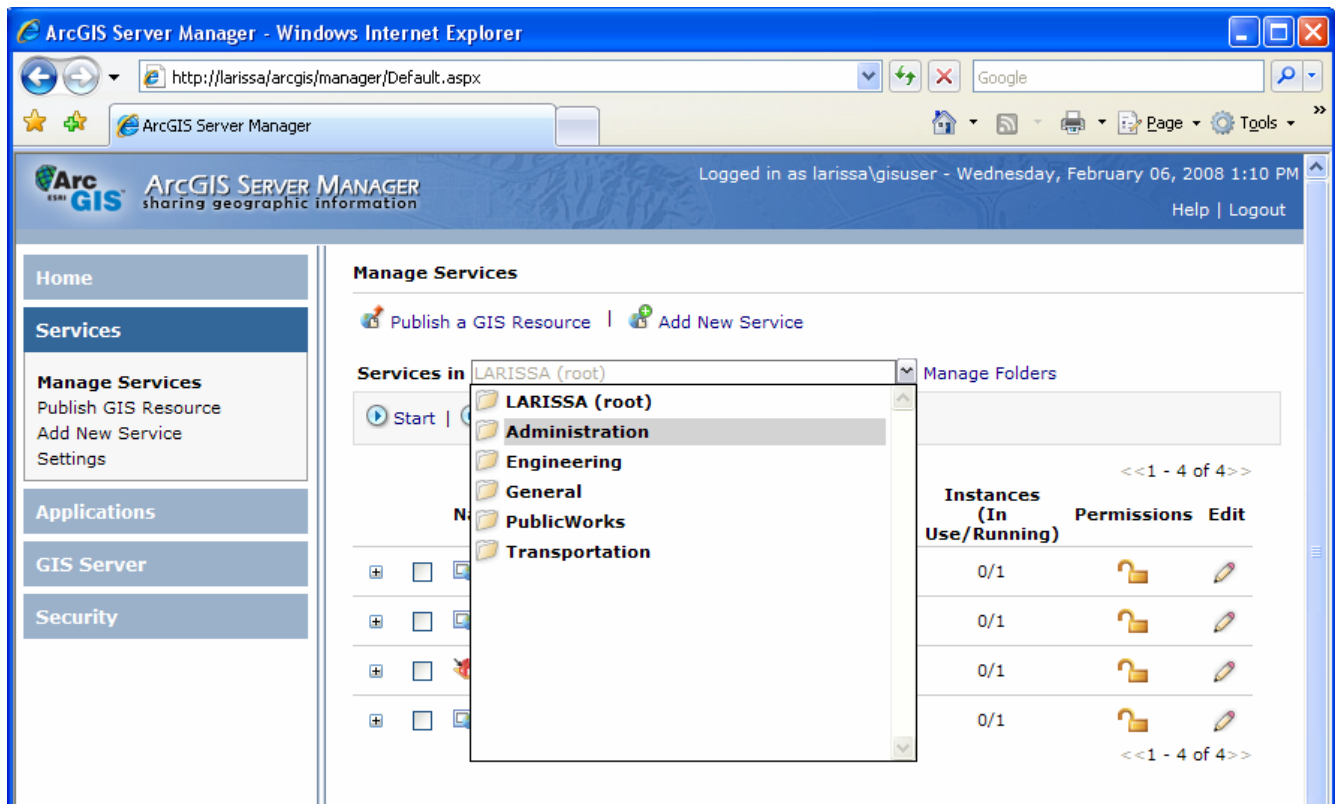 ArcGIS Server Manager - Windows Internet Explorer
http://larissa/arcgis/manager/Default.aspx
Google
ArcGIS Server Manager
Page
Tools
»
Arc
ESRI GIS
ArcGIS Server Manager
sharing geographic information
Logged in as larissa\gisuser - Wednesday, February 06, 2008 1:10 PM
Help | Logout
Home
Services
Manage Services
Publish GIS Resource
Add New Service
Settings
Applications
GIS Server
Security
Manage Services
Publish a GIS Resource | Add New Service
Services in LARISSA (root) Manage Folders
Start |
LARISSA (root)
Administration
Engineering
General
PublicWorks
Transportation
<<1 - 4 of 4>>
Instances
(In
Use/Running)
Permissions Edit
0/1
0/1
0/1
0/1
<<1 - 4 of 4>>